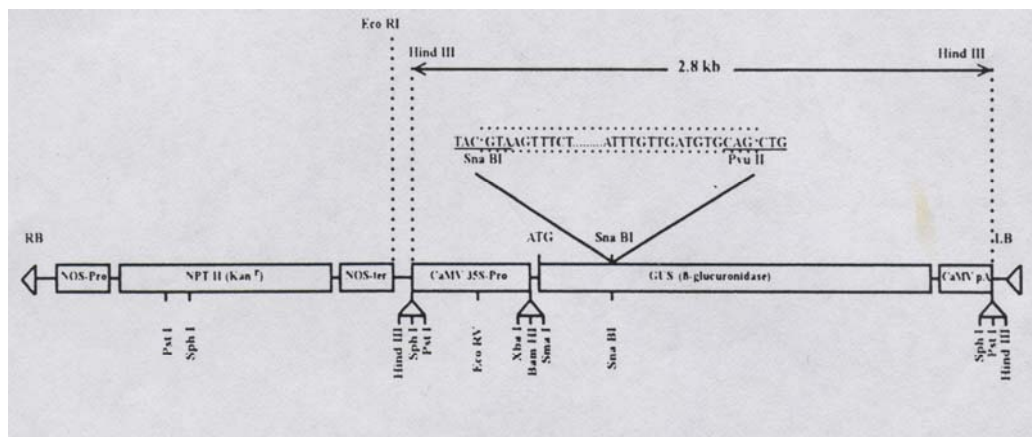 Eco RI
Hind III
Hind III
2.8 kb
TAC*GTAAGTTTCT.........ATTTGTTGATGTGCAG*CTG
Sna BI
Pvu II
RB
ATG
Sna BI
LB
NOS-Pro
NPT II (Kan r)
NOS-ter
CaMV 35S-Pro
GUS (ß-glucuronidase)
CaMV pA
Pst I
Sph I
Hind III
Sph I
Pst I
Eco RV
Xba I
Bam HI
Sma I
Sna BI
Sph I
Pst I
Hind III